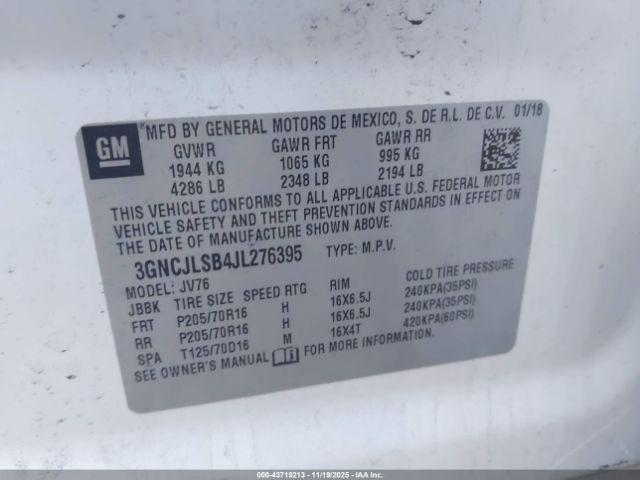 GM
MFD BY GENERAL MOTORS DE MEXICO, S. DE R.L. DE C.V. 01/18
GVWR GAWR FRT GAWR RR
1944 KG 1065 KG 995 KG
4286 LB 2348 LB 2194 LB
THIS VEHICLE CONFORMS TO ALL APPLICABLE U.S. FEDERAL MOTOR
VEHICLE SAFETY AND THEFT PREVENTION STANDARDS IN EFFECT ON
THE DATE OF MANUFACTURE SHOWN ABOVE.
3GNCJLSB4JL276395 TYPE: M.P.V.
MODEL: JV76
JBBK TIRE SIZE SPEED RTG RIM COLD TIRE PRESSURE
FRT P205/70R16 H 16X6.5J 240KPA(35PSI)
RR P205/70R16 H 16X6.5J 240KPA(35PSI)
SPA T125/70D16 M 16X4T 420KPA(60PSI)
SEE OWNER'S MANUAL i FOR MORE INFORMATION.
000-43719213 - 11/19/2025 - IAAI.COM